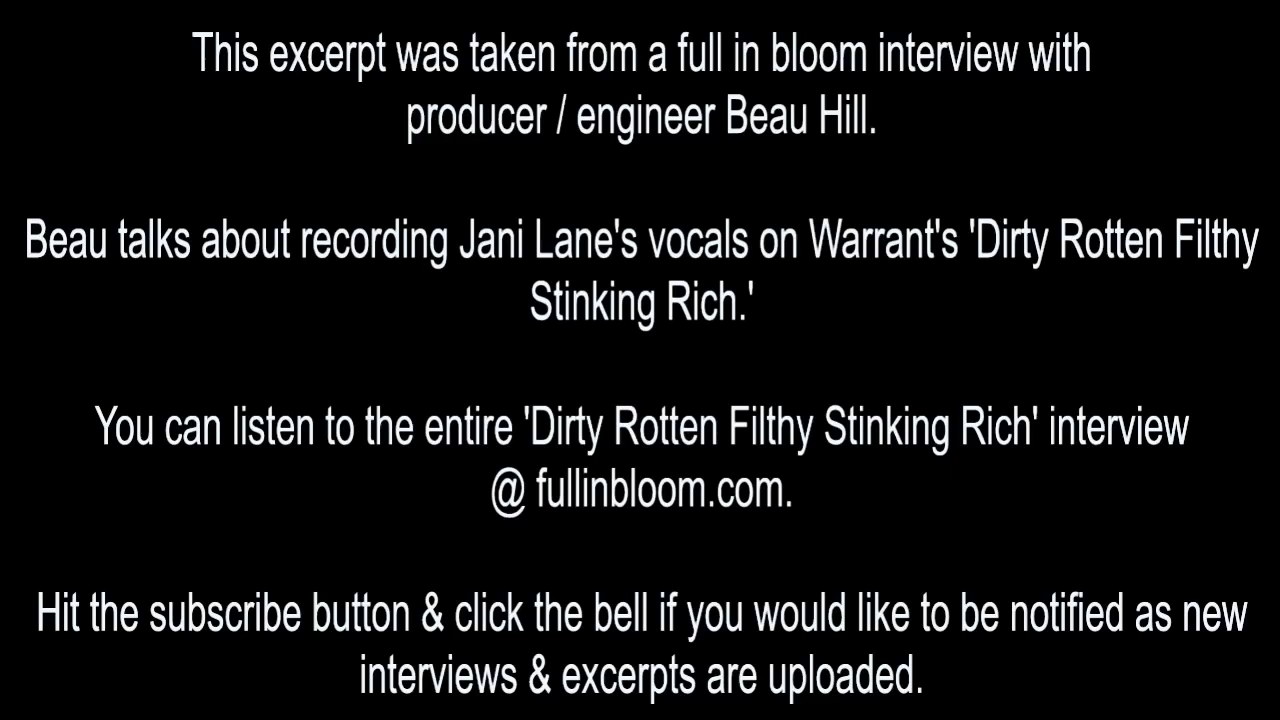 This excerpt was taken from a full in bloom interview with
producer / engineer Beau Hill.
Beau talks about recording Jani Lane's vocals on Warrant's 'Dirty Rotten Filthy
Stinking Rich.'
You can listen to the entire 'Dirty Rotten Filthy Stinking Rich' interview
@ fullinbloom.com.
Hit the subscribe button & click the bell if you would like to be notified as new
interviews & excerpts are uploaded.